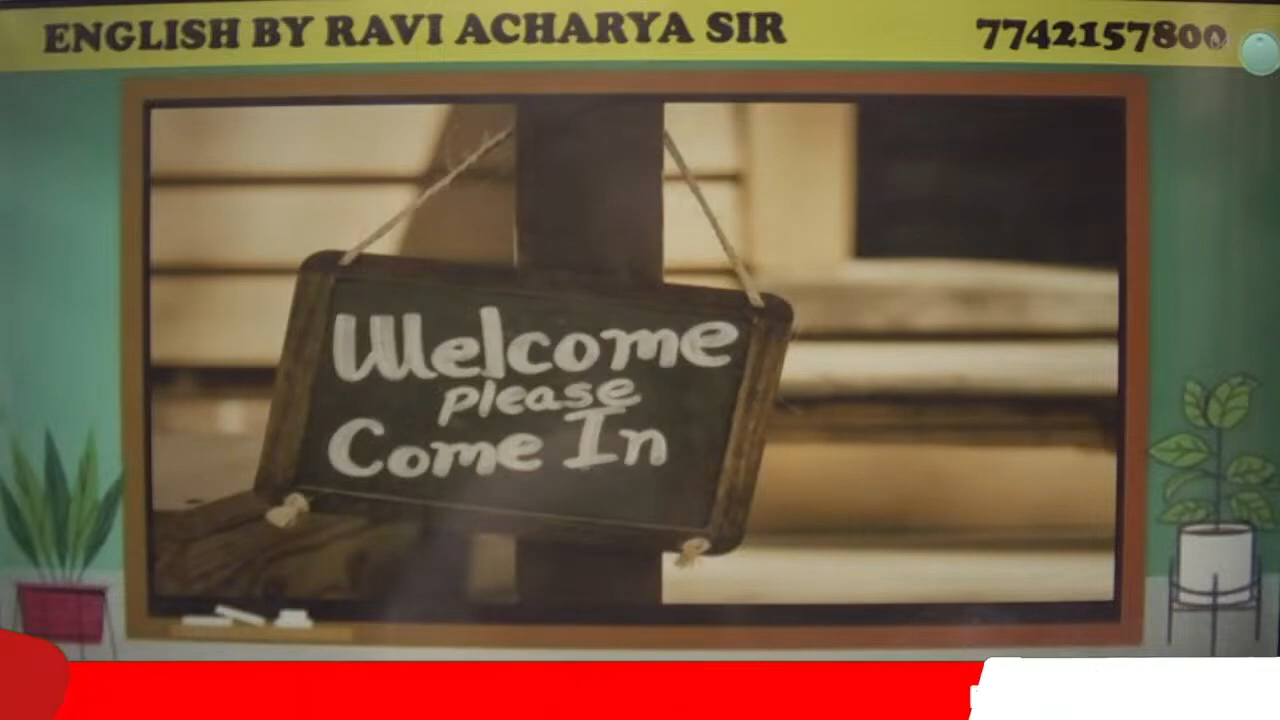 ENGLISH BY RAVI ACHARYA SIR
7742157800
Welcome
please
Come In